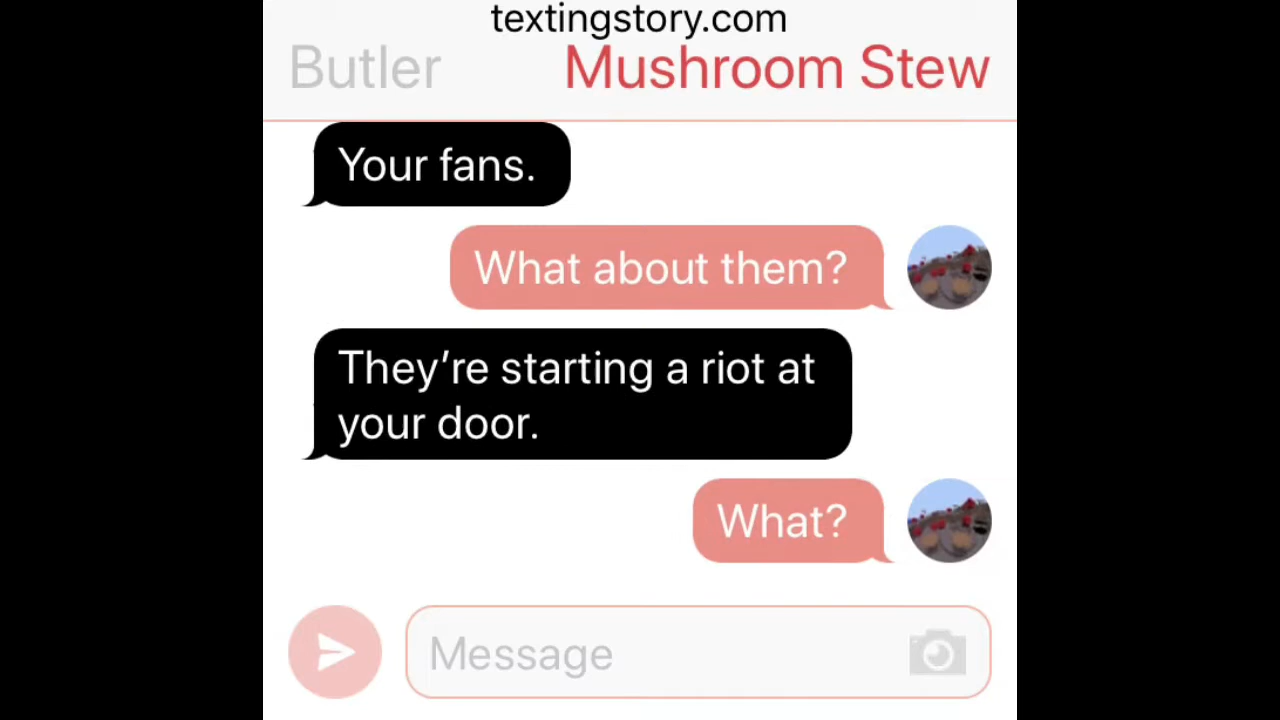 textingstory.com
Butler
Mushroom Stew
Your fans.
What about them?
They’re starting a riot at
your door.
What?
Message